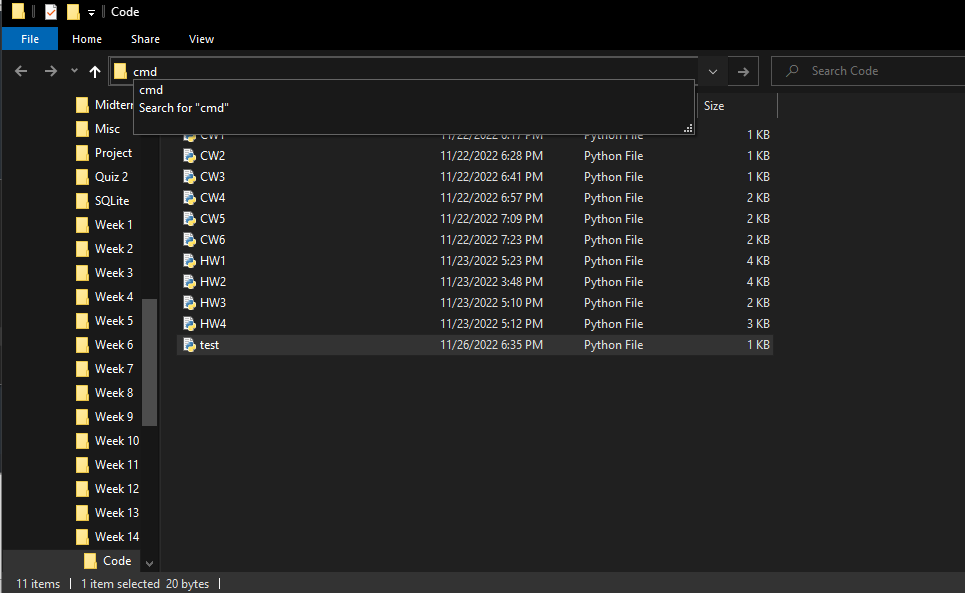 Code
File Home Share View
cmd Search Code
cmd
Search for "cmd"
Size
Midterm
Misc
Project
Quiz 2
SQLite
Week 1
Week 2
Week 3
Week 4
Week 5
Week 6
Week 7
Week 8
Week 9
Week 10
Week 11
Week 12
Week 13
Week 14
Code
CW1 11/22/2022 6:17 PM Python File 1 KB
CW2 11/22/2022 6:28 PM Python File 1 KB
CW3 11/22/2022 6:41 PM Python File 1 KB
CW4 11/22/2022 6:57 PM Python File 2 KB
CW5 11/22/2022 7:09 PM Python File 2 KB
CW6 11/22/2022 7:23 PM Python File 2 KB
HW1 11/23/2022 5:23 PM Python File 4 KB
HW2 11/23/2022 3:48 PM Python File 4 KB
HW3 11/23/2022 5:10 PM Python File 2 KB
HW4 11/23/2022 5:12 PM Python File 3 KB
test 11/26/2022 6:35 PM Python File 1 KB
11 items 1 item selected 20 bytes